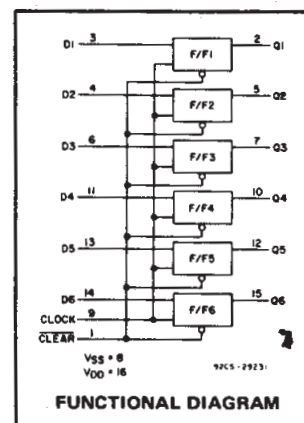 D1 3 F/F1 2 Q1
D2 4 F/F2 5 Q2
D3 6 F/F3 7 Q3
D4 11 F/F4 10 Q4
D5 13 F/F5 12 Q5
D6 14 F/F6 15 Q6
CLOCK 9
CLEAR 1
VSS = 8
VDD = 16
92CS-29231
FUNCTIONAL DIAGRAM